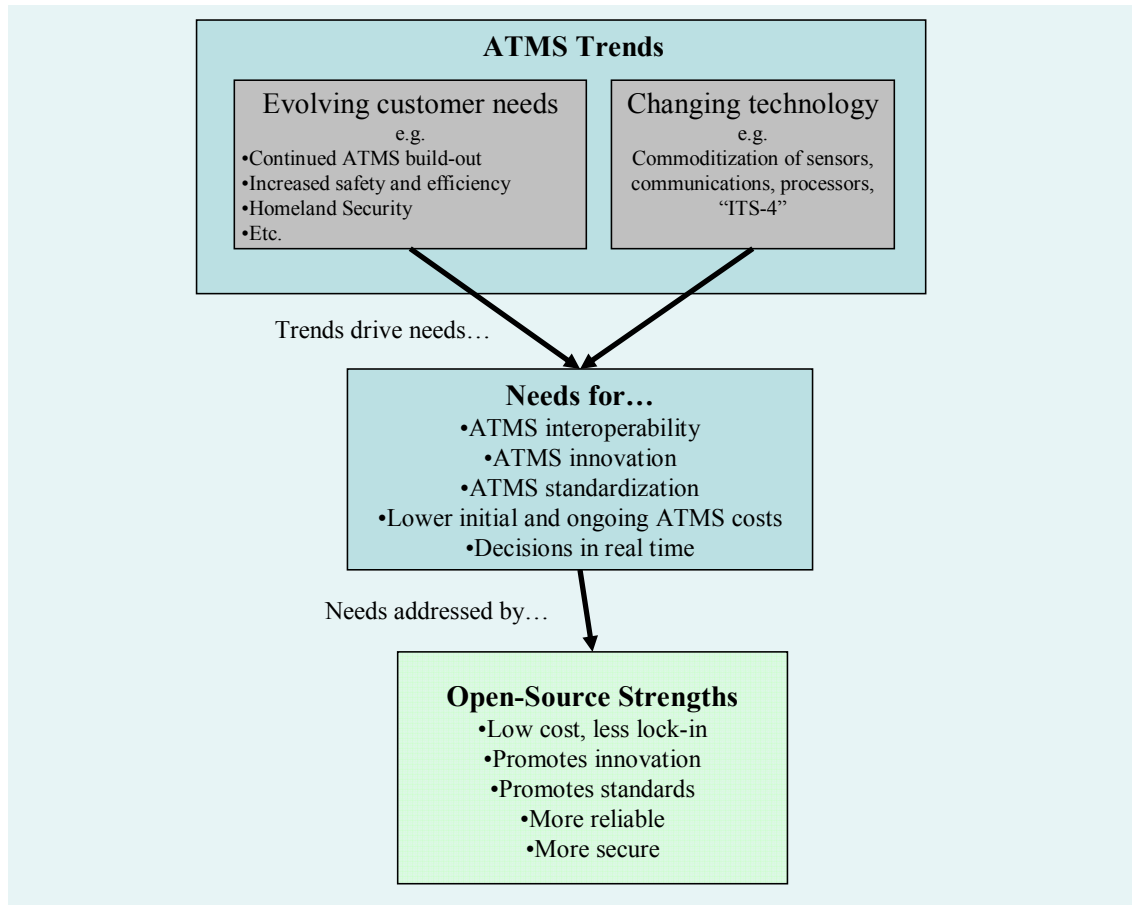 ATMS Trends
Evolving customer needs
e.g.
•Continued ATMS build-out
•Increased safety and efficiency
•Homeland Security
•Etc.
Changing technology
e.g.
Commoditization of sensors,
communications, processors,
“ITS-4”
Trends drive needs…
Needs for…
•ATMS interoperability
•ATMS innovation
•ATMS standardization
•Lower initial and ongoing ATMS costs
•Decisions in real time
Needs addressed by…
Open-Source Strengths
•Low cost, less lock-in
•Promotes innovation
•Promotes standards
•More reliable
•More secure